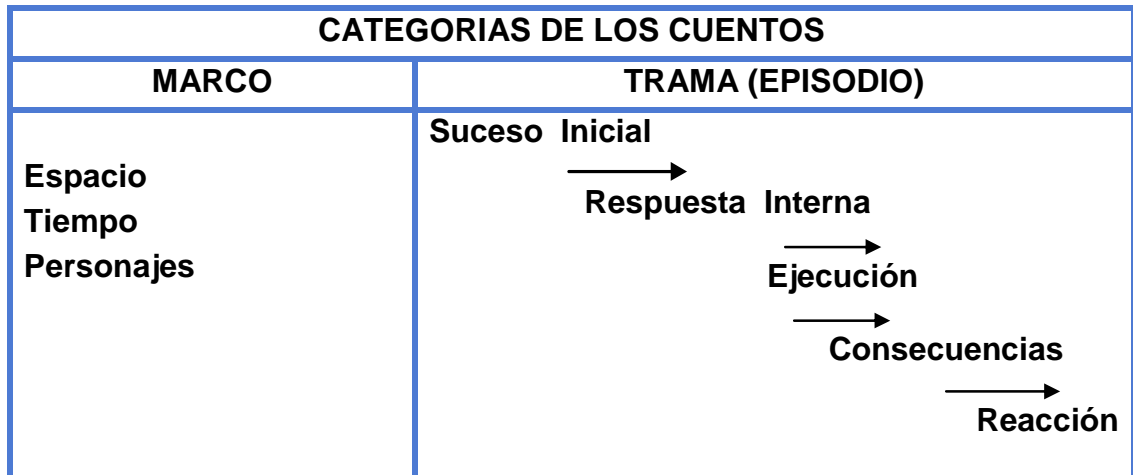 CATEGORIAS DE LOS CUENTOS
MARCO
TRAMA (EPISODIO)
Espacio
Tiempo
Personajes
Suceso Inicial
Respuesta Interna
Ejecución
Consecuencias
Reacción